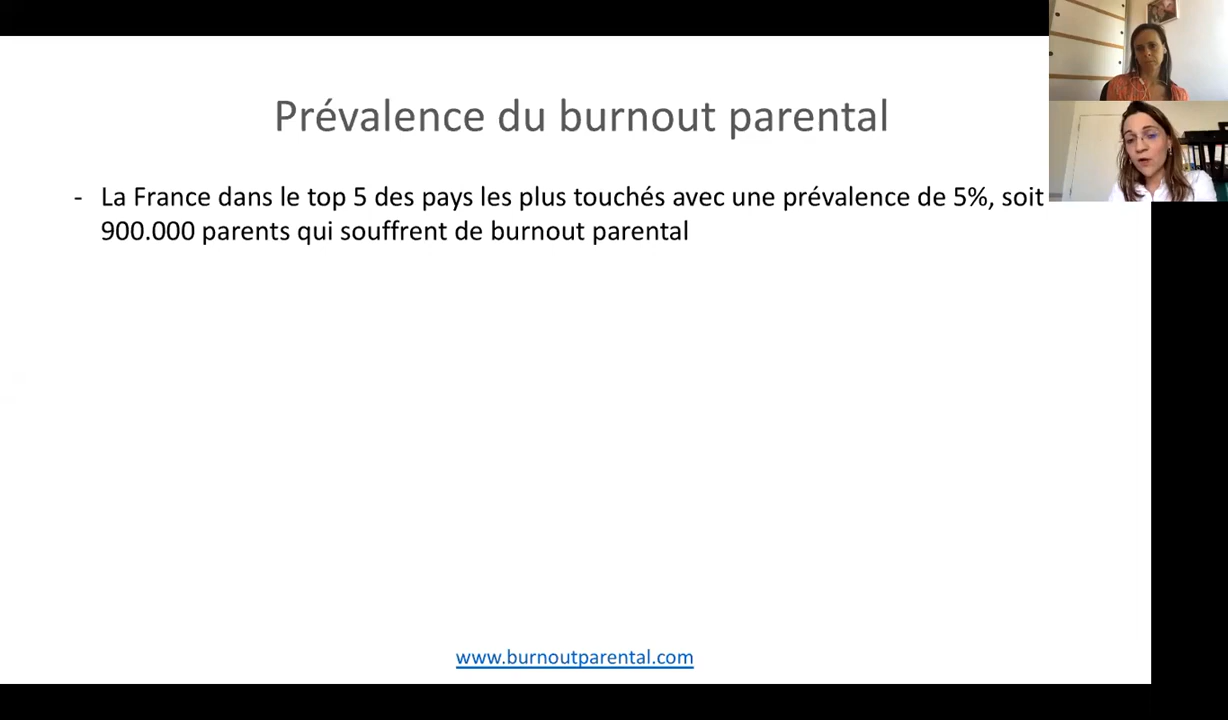 Prévalence du burnout parental
- La France dans le top 5 des pays les plus touchés avec une prévalence de 5%, soit
900.000 parents qui souffrent de burnout parental
www.burnoutparental.com